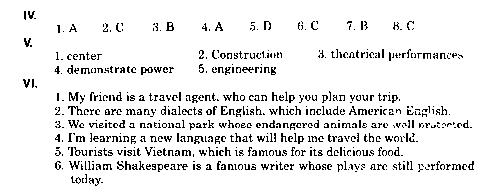 IV.
1. A 2. C 3. B 4. A 5. D 6. C 7. B 8. C
V.
1. center 2. Construction 3. theatrical performances
4. demonstrate power 5. engineering
VI.
1. My friend is a travel agent, who can help you plan your trip.
2. There are many dialects of English, which include American English.
3. We visited a national park whose endangered animals are well protected.
4. I'm learning a new language that will help me travel the world.
5. Tourists visit Vietnam, which is famous for its delicious food.
6. William Shakespeare is a famous writer whose plays are still performed
today.